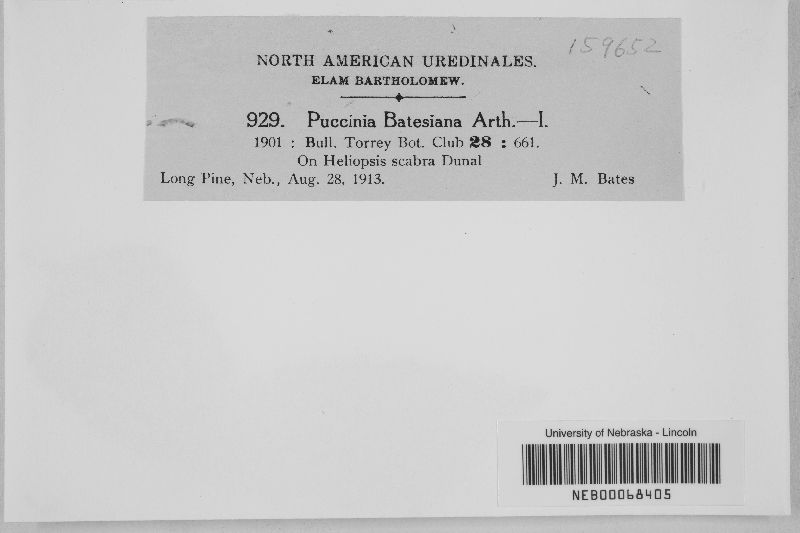 159652
NORTH AMERICAN UREDINALES.
ELAM BARTHOLOMEW.
929. Puccinia Batesiana Arth.—I.
1901 : Bull. Torrey Bot. Club 28 : 661.
On Heliopsis scabra Dunal
Long Pine, Neb., Aug. 28, 1913. J. M. Bates
University of Nebraska - Lincoln
NEB00068405